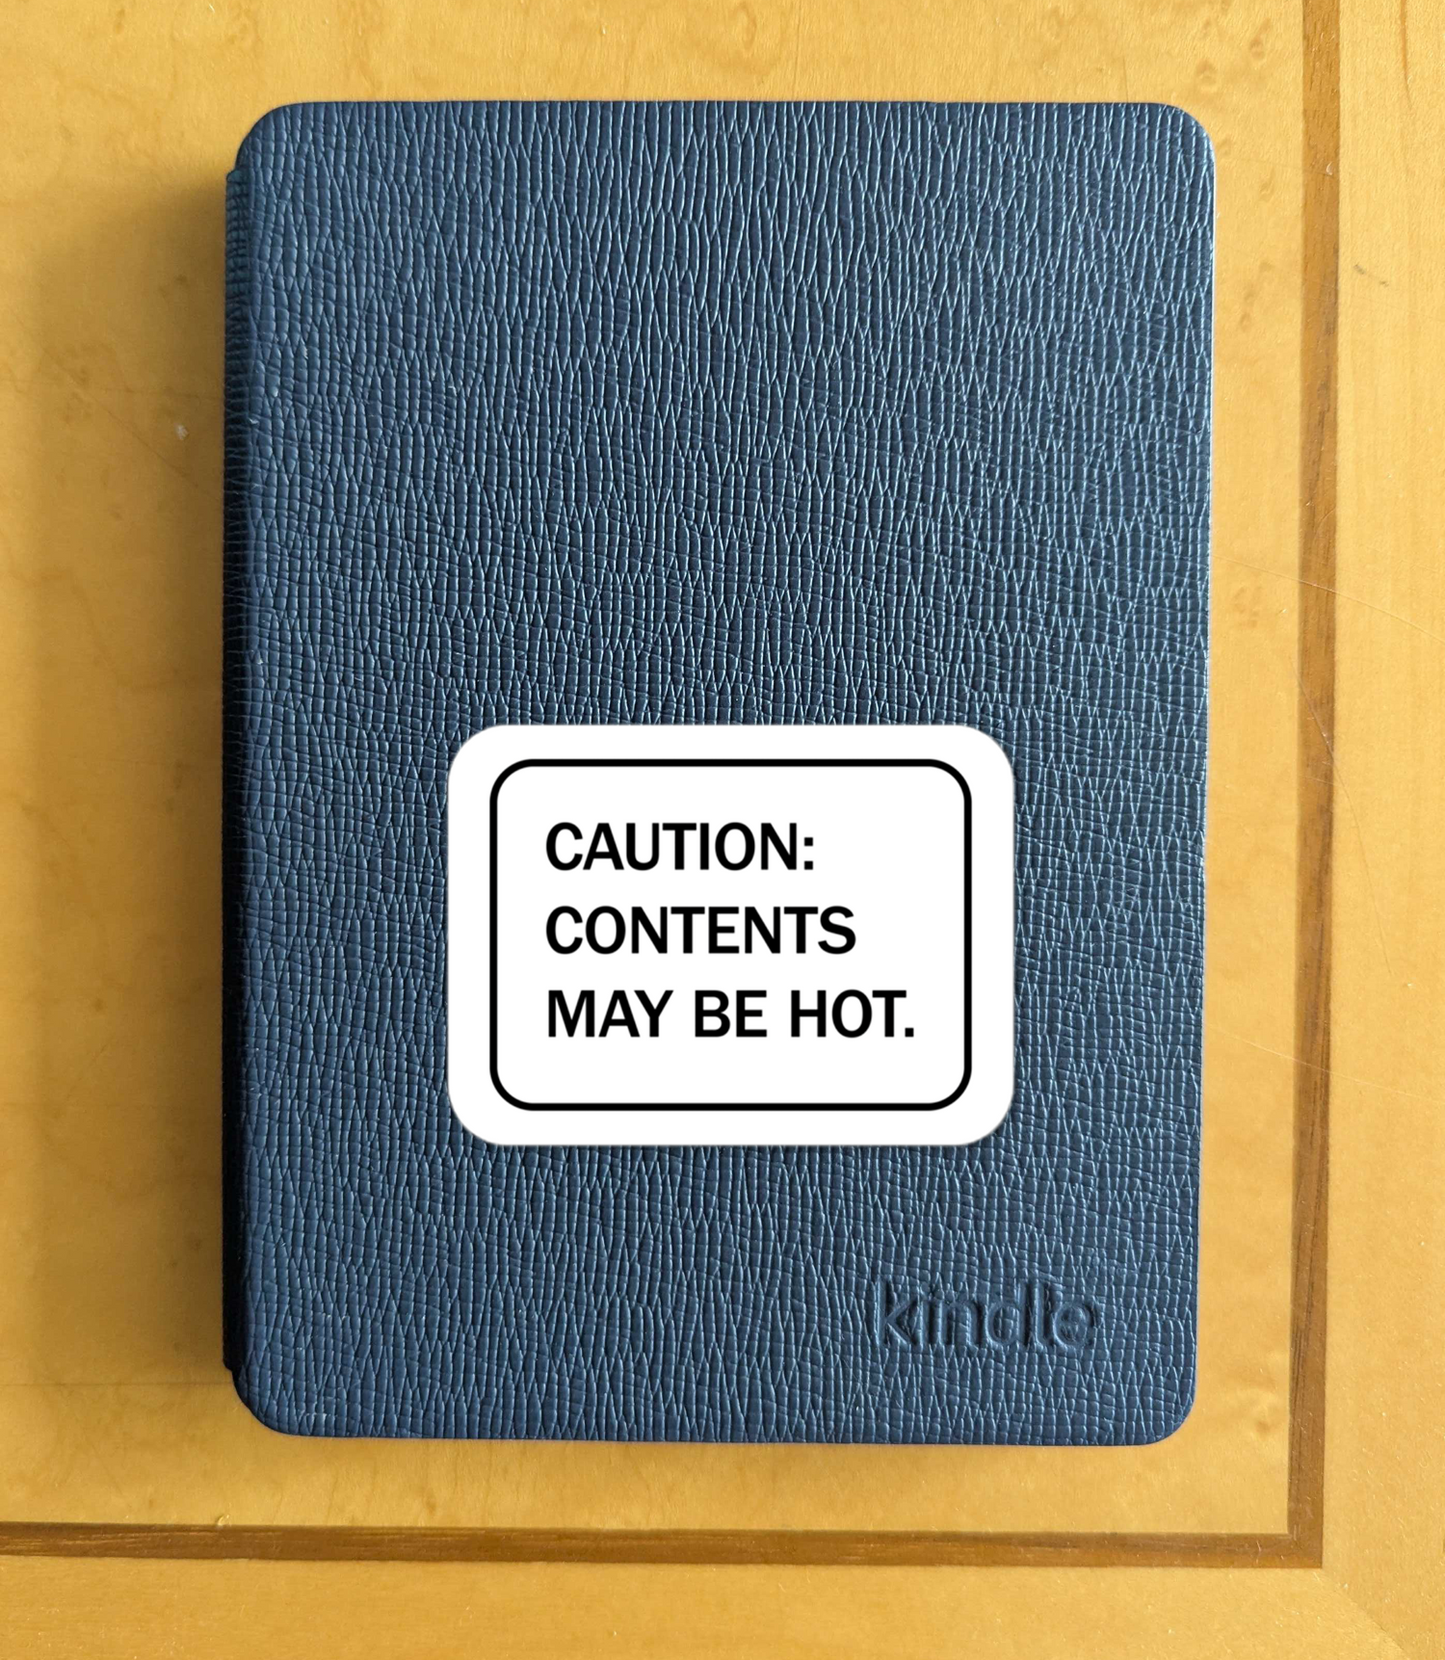 CAUTION:
CONTENTS
MAY BE HOT.
kindle